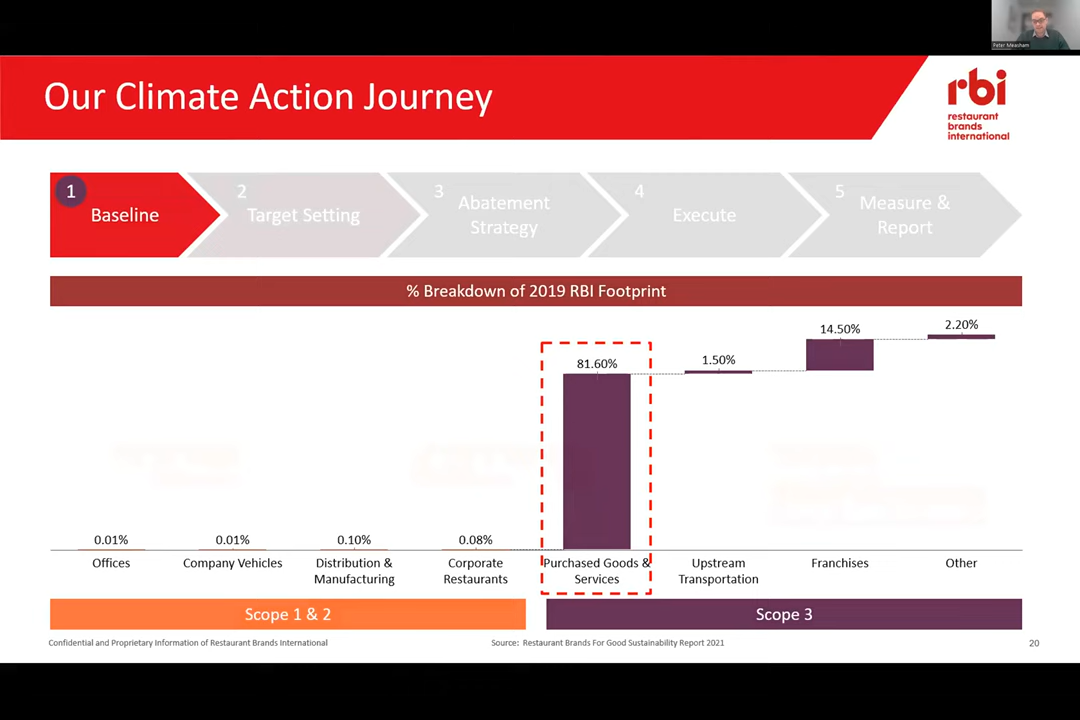 Peter Measham
Our Climate Action Journey
rbi
restaurant
brands
international
1
Baseline
2
Target Setting
3
Abatement
Strategy
4
Execute
5
Measure &
Report
% Breakdown of 2019 RBI Footprint
0.01%
0.01%
0.10%
0.08%
81.60%
1.50%
14.50%
2.20%
Offices
Company Vehicles
Distribution &
Manufacturing
Corporate
Restaurants
Purchased Goods &
Services
Upstream
Transportation
Franchises
Other
Scope 1 & 2
Scope 3
Confidential and Proprietary Information of Restaurant Brands International
Source: Restaurant Brands For Good Sustainability Report 2021
20